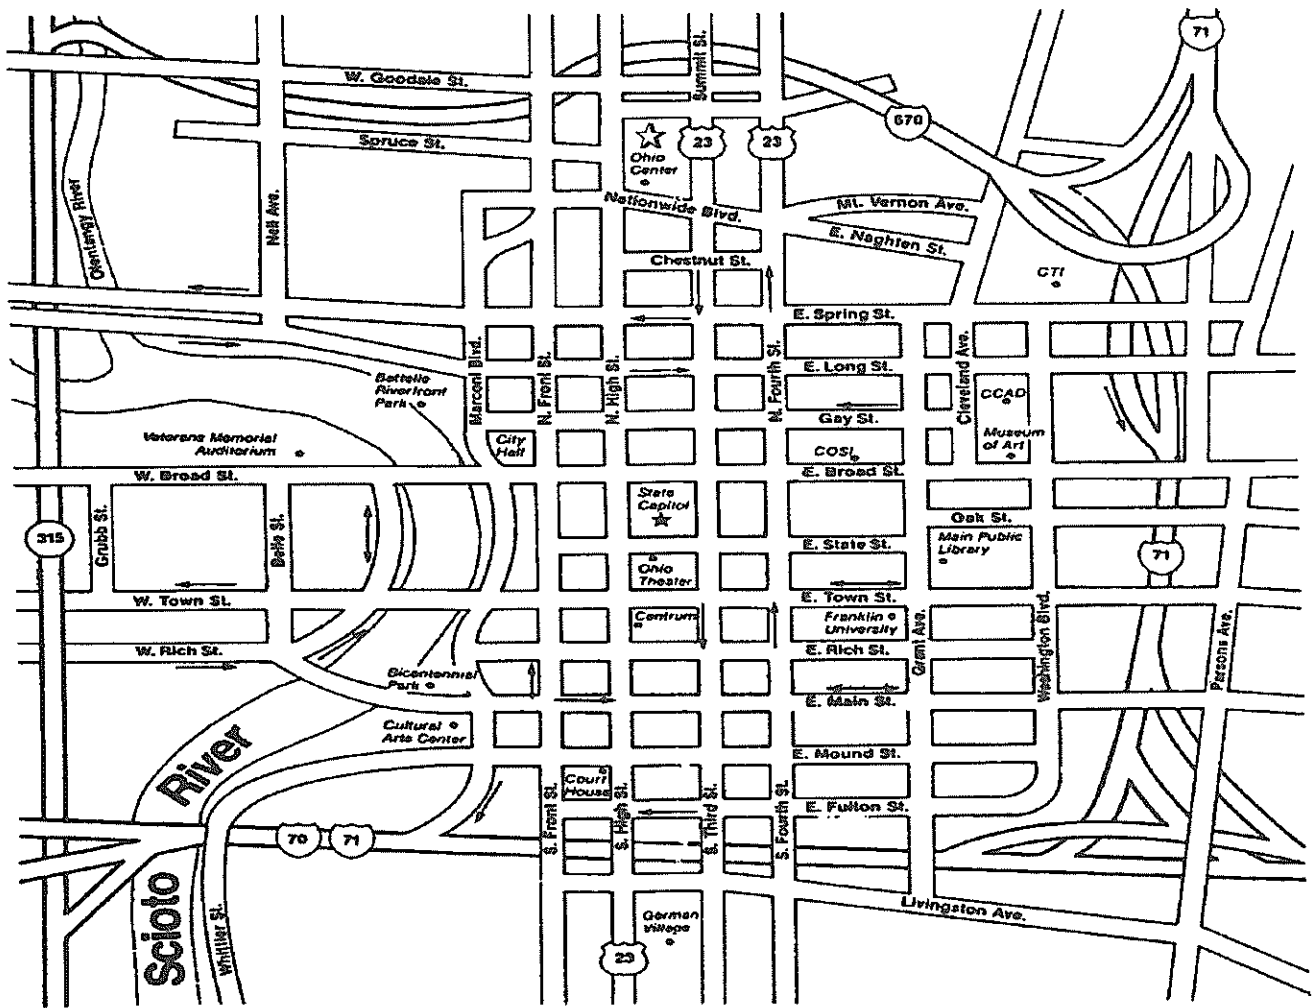 71
Summit St.
W. Goodale St.
670
Spruce St.
23
23
Ohio
Center
Olentangy River
Neil Ave.
Nationwide Blvd.
Mt. Vernon Ave.
E. Naghten St.
Chestnut St.
CTI
E. Spring St.
Marconi Blvd.
N. Front St.
N. High St.
N. Fourth St.
Cleveland Ave.
E. Long St.
Battelle
Riverfront
Park
CCAD
Gay St.
City
Hall
Museum
of Art
Veterans Memorial
Auditorium
COSI
W. Broad St.
E. Broad St.
State
Capitol
Grubb St.
Belle St.
Oak St.
315
E. State St.
Main Public
Library
71
Ohio
Theater
W. Town St.
E. Town St.
Centrum
Franklin
University
Grant Ave.
Washington Blvd.
Parsons Ave.
W. Rich St.
E. Rich St.
Bicentennial
Park
E. Main St.
Cultural
Arts Center
E. Mound St.
Scioto River
Court
House
S. Front St.
S. High St.
S. Third St.
S. Fourth St.
E. Fulton St.
70
71
Whittier St.
Livingston Ave.
German
Village
23